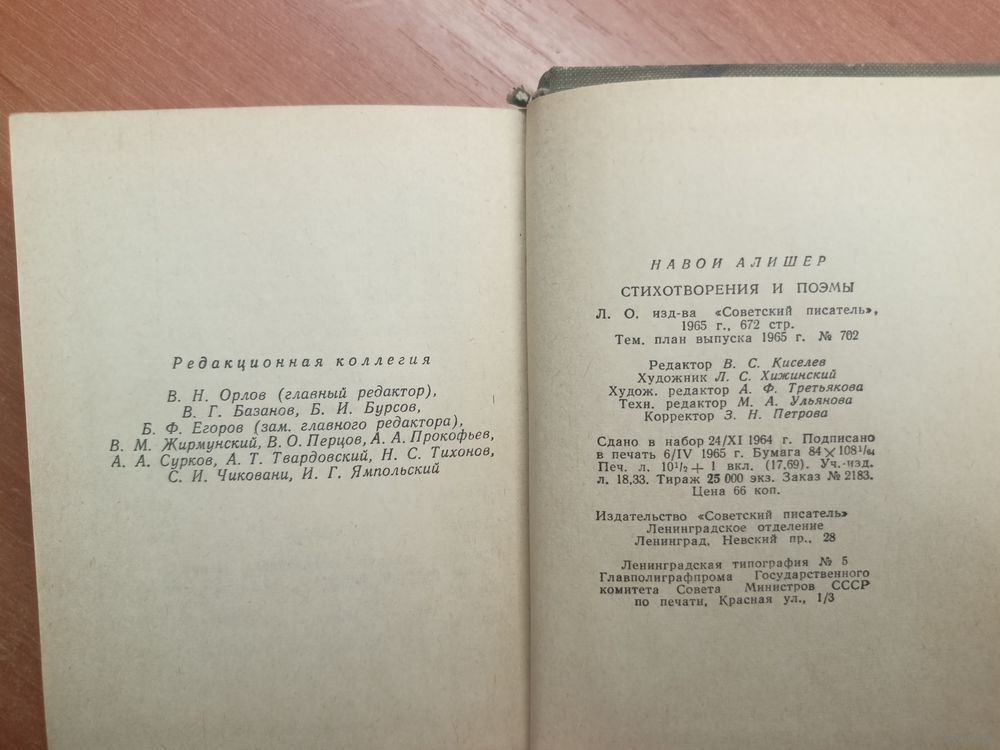 Редакционная коллегия
В. Н. Орлов (главный редактор),
В. Г. Базанов, Б. И. Бурсов,
Б. Ф. Егоров (зам. главного редактора),
В. М. Жирмунский, В. О. Перцов, А. А. Прокофьев,
А. А. Сурков, А. Т. Твардовский, Н. С. Тихонов,
С. И. Чиковани, И. Г. Ямпольский
НАВОИ АЛИШЕР
СТИХОТВОРЕНИЯ И ПОЭМЫ
Л. О. изд-ва «Советский писатель»,
1965 г., 672 стр.
Тем. план выпуска 1965 г. № 702
Редактор В. С. Киселев
Художник Л. С. Хижинский
Худож. редактор А. Ф. Третьякова
Техн. редактор М. А. Ульянова
Корректор З. Н. Петрова
Сдано в набор 24/XI 1964 г. Подписано
в печать 6/IV 1965 г. Бумага 84×108¹/₆₄
Печ. л. 10¹/₂ + 1 вкл. (17,69). Уч.-изд.
л. 18,33. Тираж 25 000 экз. Заказ № 2183.
Цена 66 коп.
Издательство «Советский писатель»
Ленинградское отделение
Ленинград, Невский пр., 28
Ленинградская типография № 5
Главполиграфпрома Государственного
комитета Совета Министров СССР
по печати, Красная ул., 1/3